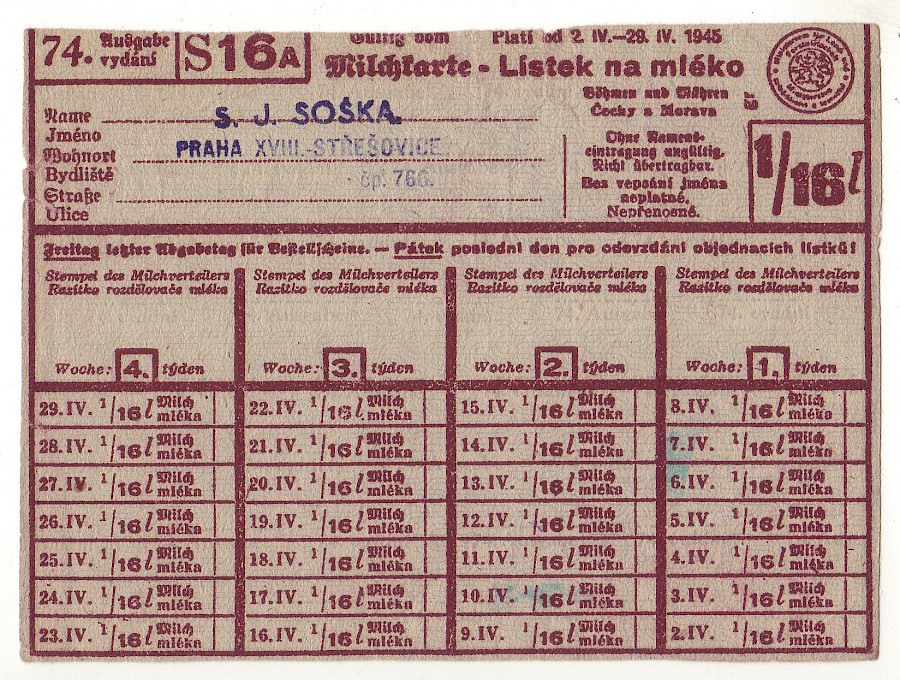 74. Ausgabe vydání S16A
Gültig vom Platí od 2. IV.–29. IV. 1945
Milchkarte - Lístek na mléko
Böhmen und Mähren
Čechy a Morava
Name
Jméno
S. J. SOŠKA.
Wohnort
Bydliště
PRAHA XVIII.-STŘEŠOVICE
čp. 766.
Straße
Ulice
Ohne Namens-
eintragung ungültig.
Nicht übertragbar.
Bez vepsání jména
neplatné.
Nepřenosné.
1/16 l
Freitag letzter Abgabetag für Bestellscheine. — Pátek poslední den pro odevzdání objednacích lístků!
Stempel des Milchverteilers Stempel des Milchverteilers Stempel des Milchverteilers Stempel des Milchverteilers
Razítko rozdělovače mléka Razítko rozdělovače mléka Razítko rozdělovače mléka Razítko rozdělovače mléka
Woche: 4. týden Woche: 3. týden Woche: 2. týden Woche: 1. týden
29.IV. 1/16 l Milch mléka 22.IV. 1/16 l Milch mléka 15.IV. 1/16 l Milch mléka 8.IV. 1/16 l Milch mléka
28.IV. 1/16 l Milch mléka 21.IV. 1/16 l Milch mléka 14.IV. 1/16 l Milch mléka 7.IV. 1/16 l Milch mléka
27.IV. 1/16 l Milch mléka 20.IV. 1/16 l Milch mléka 13.IV. 1/16 l Milch mléka 6.IV. 1/16 l Milch mléka
26.IV. 1/16 l Milch mléka 19.IV. 1/16 l Milch mléka 12.IV. 1/16 l Milch mléka 5.IV. 1/16 l Milch mléka
25.IV. 1/16 l Milch mléka 18.IV. 1/16 l Milch mléka 11.IV. 1/16 l Milch mléka 4.IV. 1/16 l Milch mléka
24.IV. 1/16 l Milch mléka 17.IV. 1/16 l Milch mléka 10.IV. 1/16 l Milch mléka 3.IV. 1/16 l Milch mléka
23.IV. 1/16 l Milch mléka 16.IV. 1/16 l Milch mléka 9.IV. 1/16 l Milch mléka 2.IV. 1/16 l Milch mléka